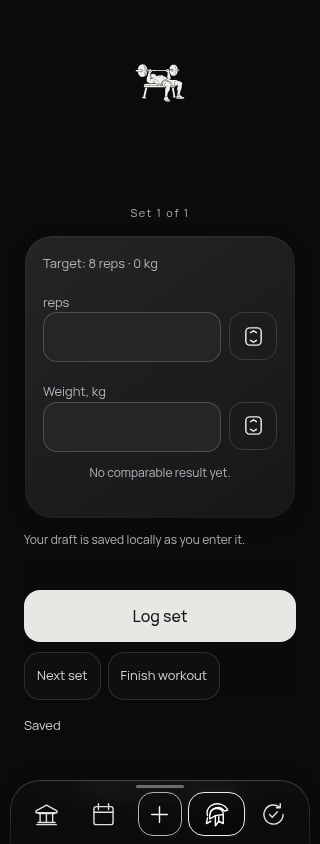 Set 1 of 1
Target: 8 reps · 0 kg
reps
Weight, kg
No comparable result yet.
Your draft is saved locally as you enter it.
Log set
Next set
Finish workout
Saved